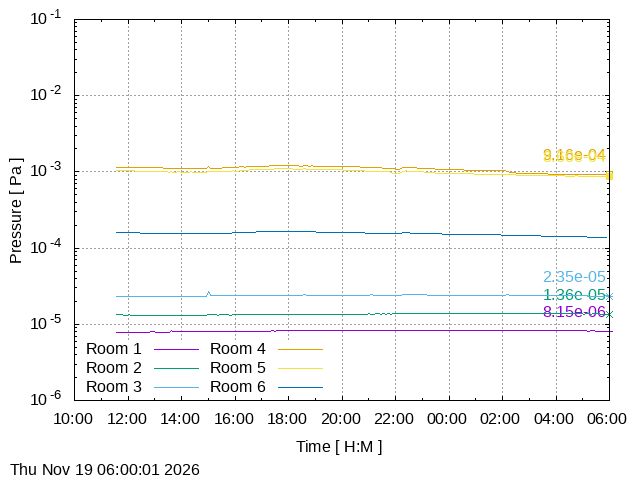 10^-1
10^-2
10^-3
10^-4
10^-5
10^-6
Pressure [ Pa ]
9.16e-04
2.35e-05
1.36e-05
8.15e-06
Room 1 Room 4
Room 2 Room 5
Room 3 Room 6
10:00 12:00 14:00 16:00 18:00 20:00 22:00 00:00 02:00 04:00 06:00
Time [ H:M ]
Thu Nov 19 06:00:01 2026